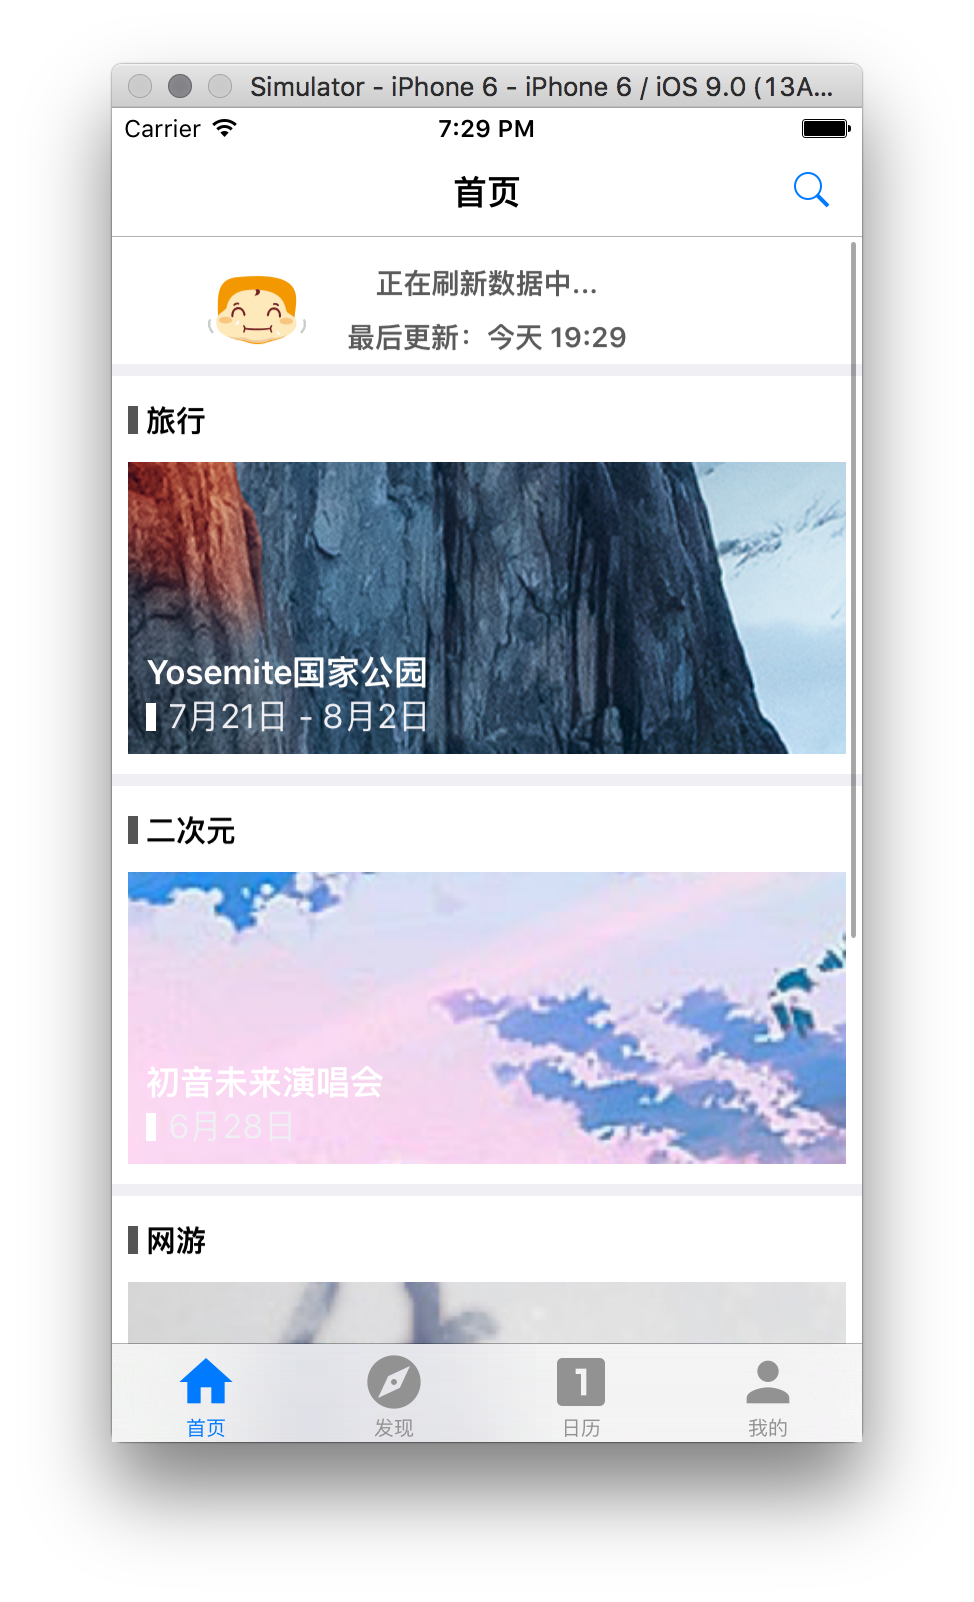 Simulator - iPhone 6 - iPhone 6 / iOS 9.0 (13A...
Carrier 7:29 PM
首页
正在刷新数据中...
最后更新：今天 19:29
旅行
Yosemite国家公园
7月21日 - 8月2日
二次元
初音未来演唱会
6月28日
网游
1
首页 发现 日历 我的